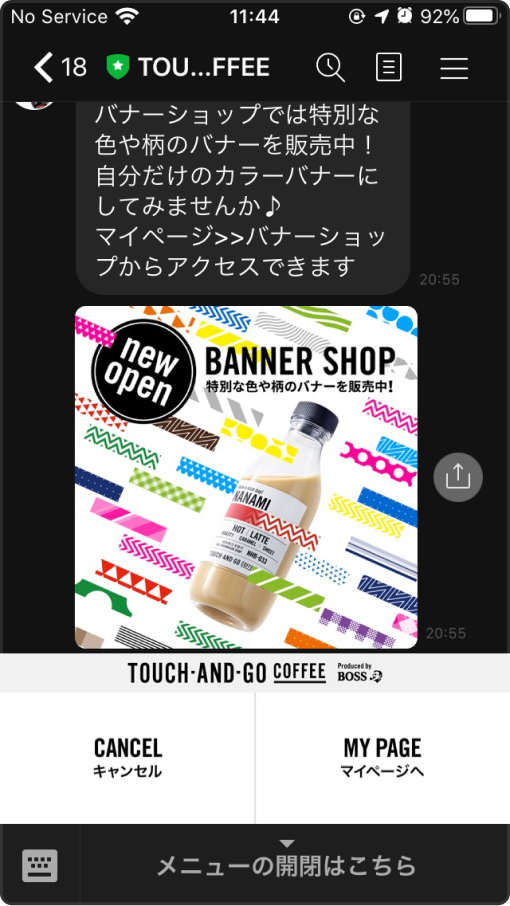 No Service 11:44 92%
18 TOU...FFEE
バナーショップでは特別な
色や柄のバナーを販売中！
自分だけのカラーバナーに
してみませんか♪
マイページ>>バナーショッ
プからアクセスできます
20:55
new
open
BANNER SHOP
特別な色や柄のバナーを販売中!
NANAMI
HOT LATTE
CARAMEL SWEET
NHB-033
TOUCH-AND-GO COFFEE
20:55
TOUCH-AND-GO COFFEE Produced by
BOSS
CANCEL
キャンセル
MY PAGE
マイページへ
メニューの開閉はこちら